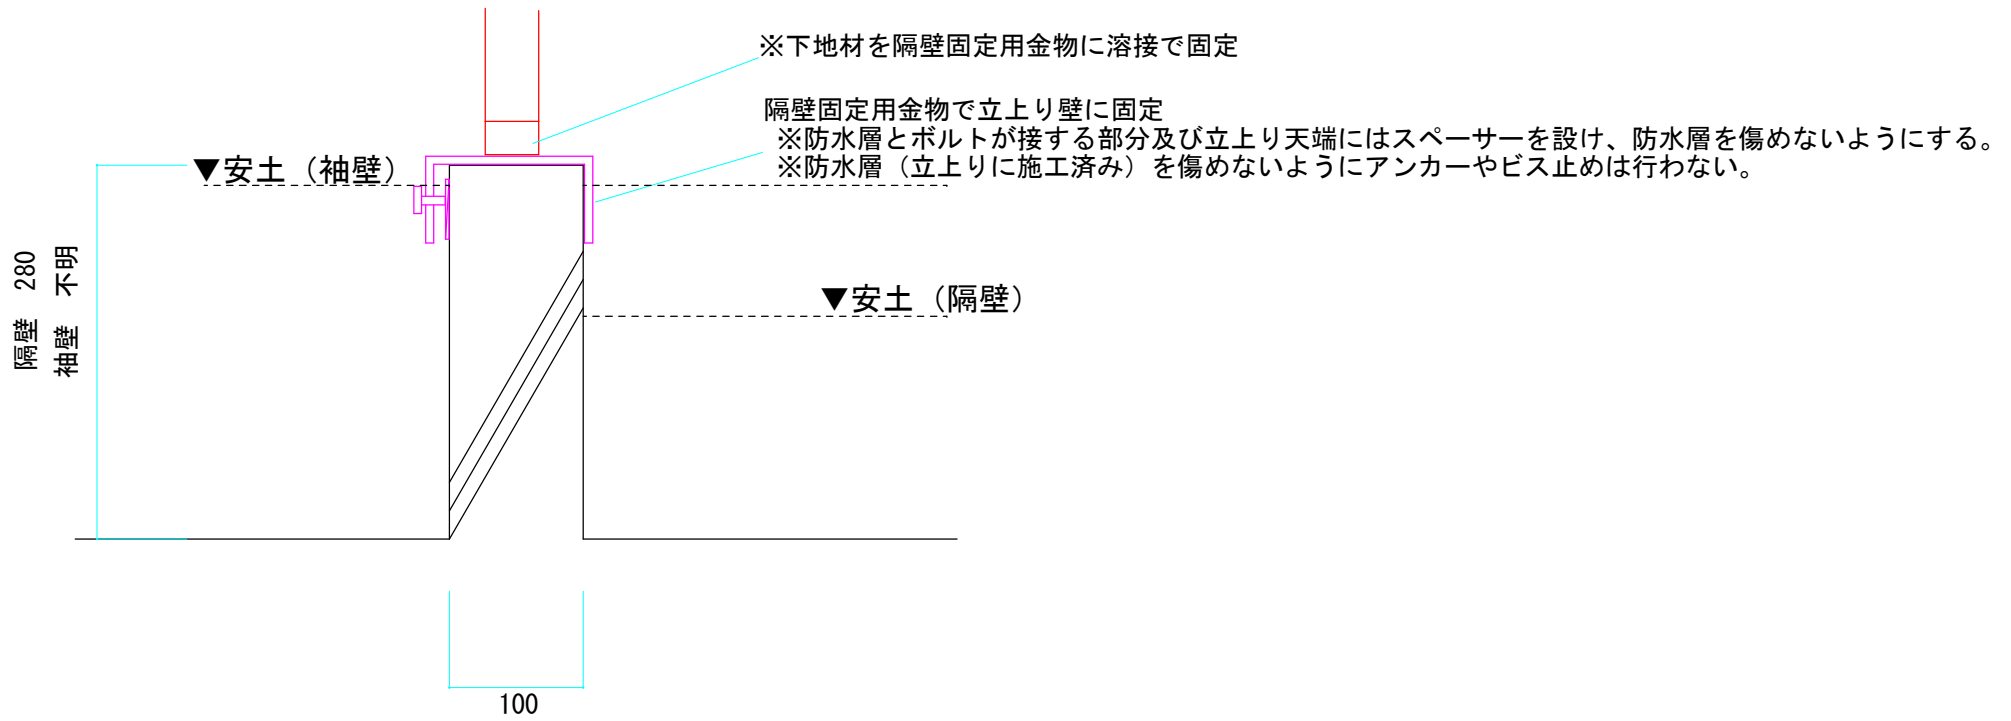 ※下地材を隔壁固定用金物に溶接で固定
隔壁固定用金物で立上り壁に固定
※防水層とボルトが接する部分及び立上り天端にはスペーサーを設け、防水層を傷めないようにする。
※防水層（立上りに施工済み）を傷めないようにアンカーやビス止めは行わない。
▼安土（袖壁）
隔壁 280
袖壁 不明
▼安土（隔壁）
100